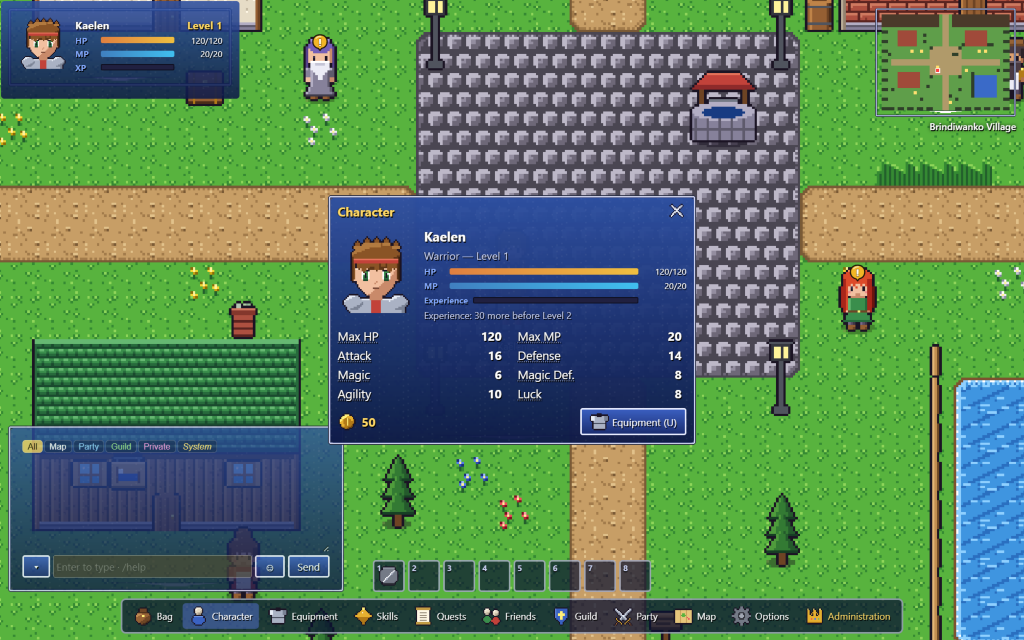 Kaelen Level 1
HP 120/120
MP 20/20
XP
Brindiwanko Village
Character
Kaelen
Warrior — Level 1
HP 120/120
MP 20/20
Experience
Experience: 30 more before Level 2
Max HP 120 Max MP 20
Attack 16 Defense 14
Magic 6 Magic Def. 8
Agility 10 Luck 8
50
Equipment (U)
All Map Party Guild Private System
Enter to type · /help
Send
1 2 3 4 5 6 7 8
Bag Character Equipment Skills Quests Friends Guild Party Map Options Administration